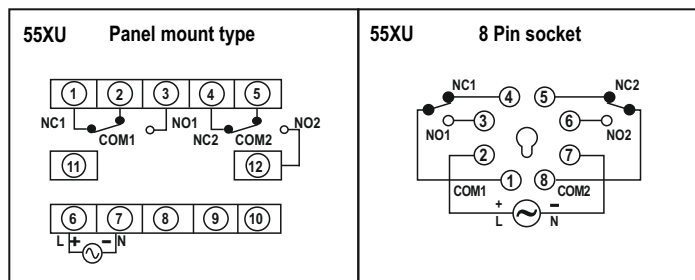 55XU Panel mount type
1 2 3 4 5
NC1 COM1 NO1 NC2 COM2 NO2
11 12
6 7 8 9 10
L + − N
55XU 8 Pin socket
NC1 4 5 NC2
NO1 3 6 NO2
2 7
COM1 1 8 COM2
+ −
L N